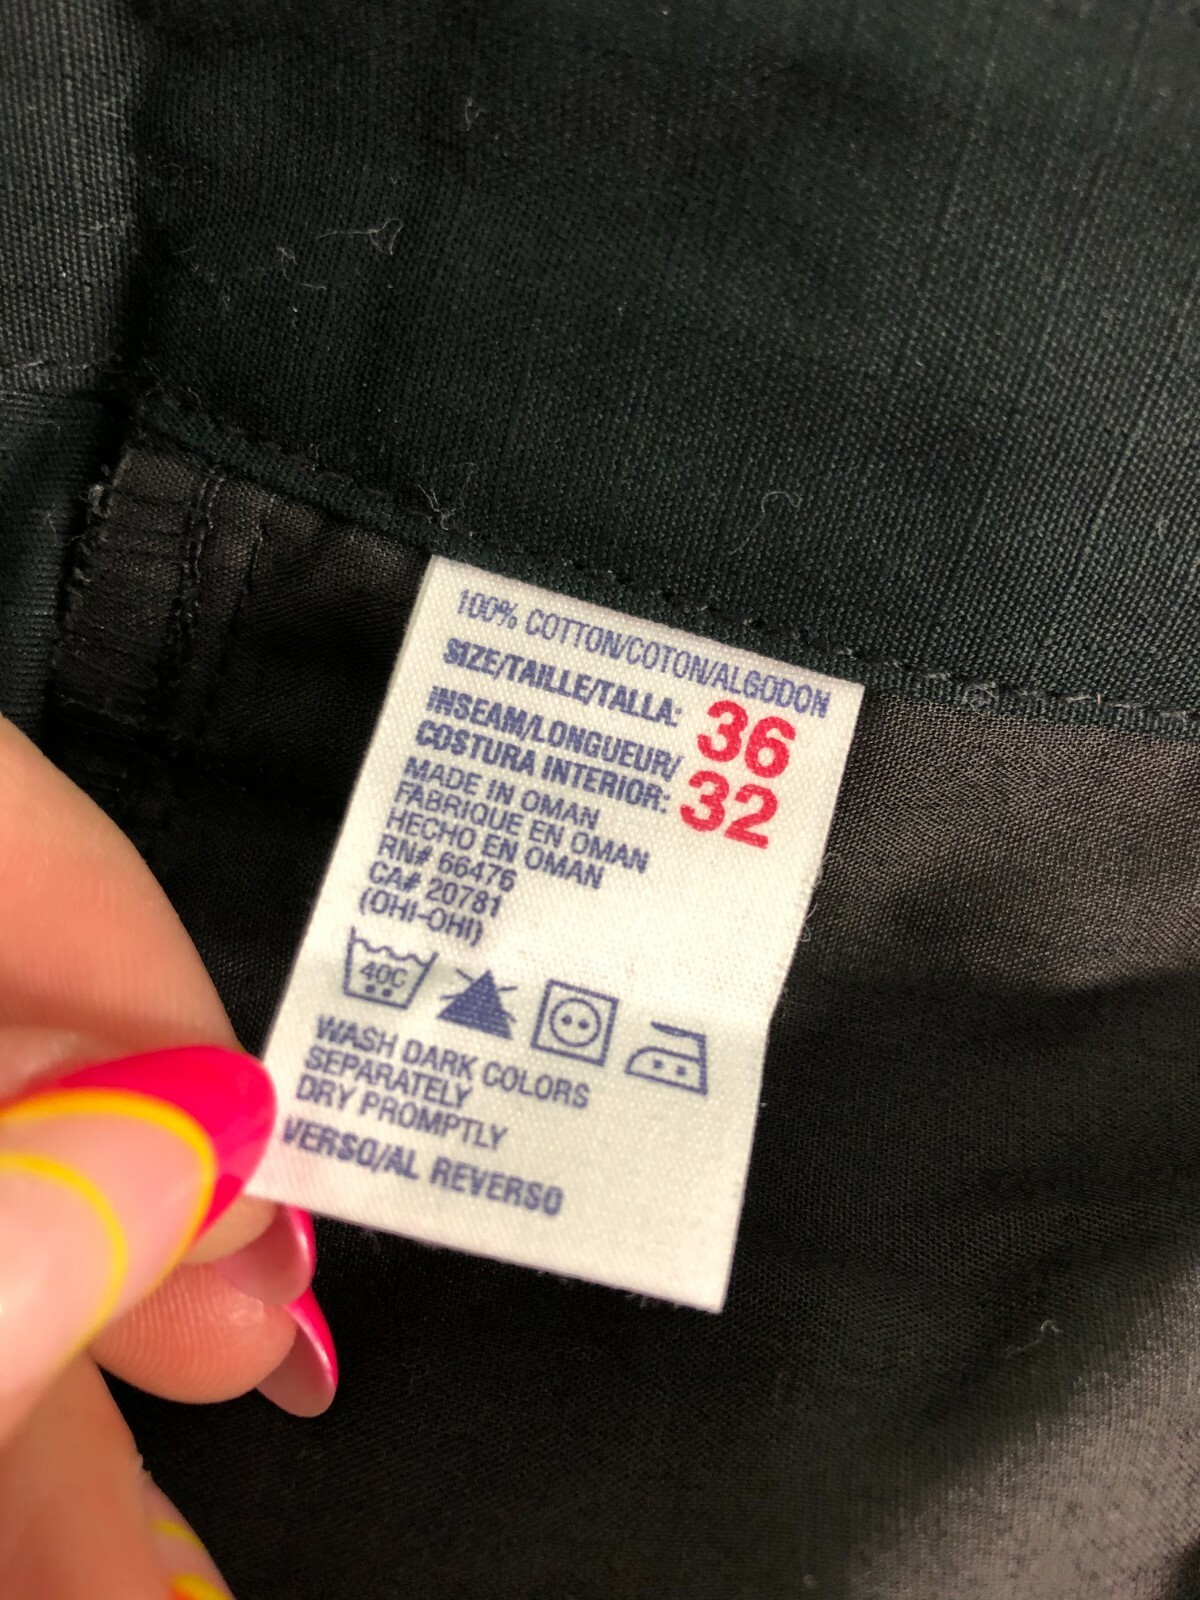 100% COTTON/COTON/ALGODON
SIZE/TAILLE/TALLA: 36
INSEAM/LONGUEUR/
COSTURA INTERIOR: 32
MADE IN OMAN
FABRIQUE EN OMAN
HECHO EN OMAN
RN# 66476
CA# 20781
(OHI-OHI)
40C
WASH DARK COLORS
SEPARATELY
DRY PROMPTLY
VERSO/AL REVERSO